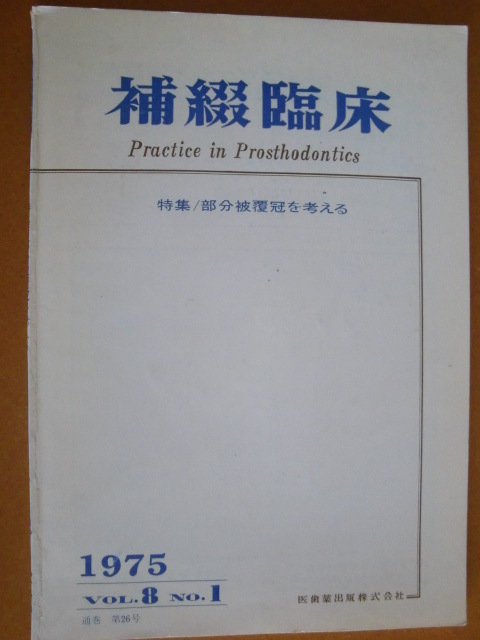 補綴臨床
Practice in Prosthodontics
特集/部分被覆冠を考える
1975
VOL.8 NO.1
通巻 第26号
医歯薬出版株式会社